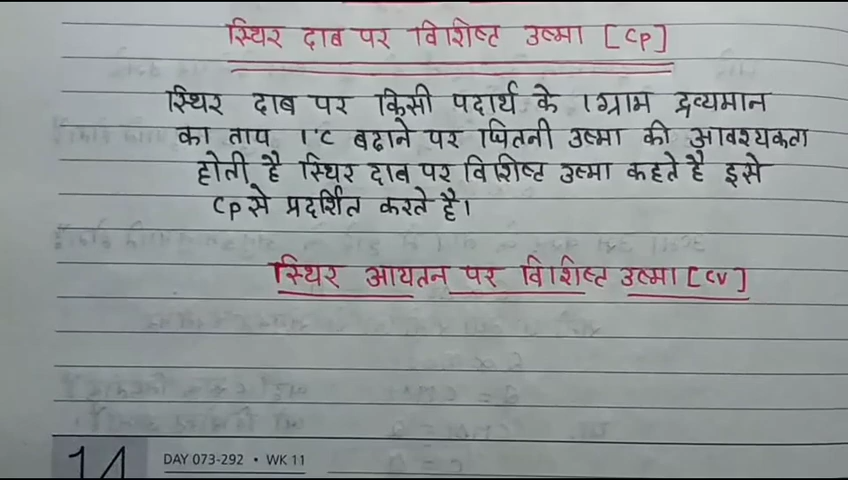 स्थिर दाब पर विशिष्ट उष्मा [CP]
स्थिर दाब पर किसी पदार्थ के 1ग्राम द्रव्यमान
का ताप 1°C बढाने पर जितनी उष्मा की आवश्यकता
होती है स्थिर दाब पर विशिष्ट उष्मा कहते है इसे
CP से प्रदर्शित करते है।
स्थिर आयतन पर विशिष्ट उष्मा [CV]
14 DAY 073-292 • WK 11